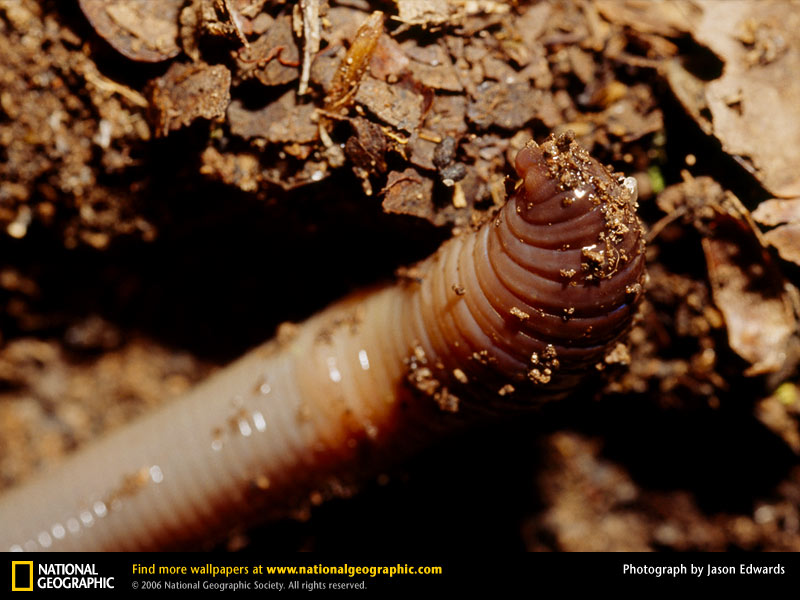 NATIONAL
GEOGRAPHIC
Find more wallpapers at www.nationalgeographic.com
© 2006 National Geographic Society. All rights reserved.
Photograph by Jason Edwards